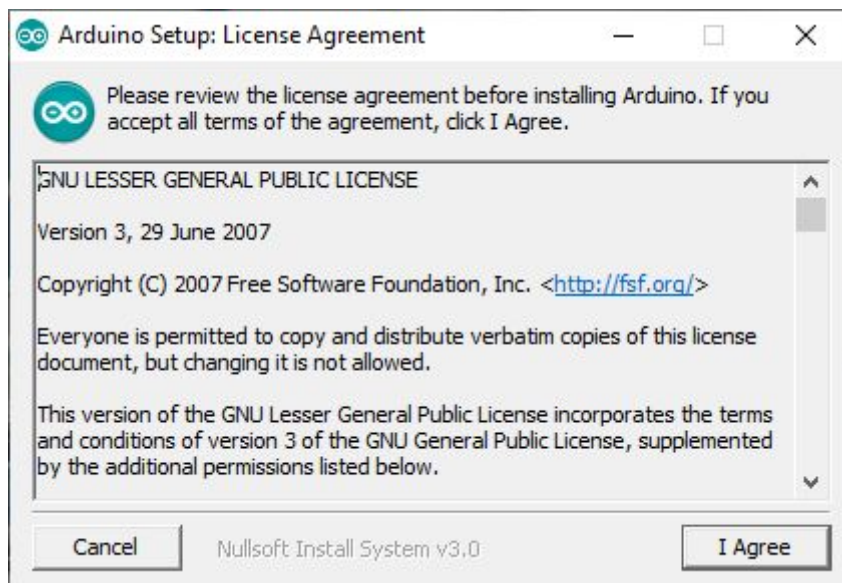 Arduino Setup: License Agreement
Please review the license agreement before installing Arduino. If you
accept all terms of the agreement, click I Agree.
GNU LESSER GENERAL PUBLIC LICENSE
Version 3, 29 June 2007
Copyright (C) 2007 Free Software Foundation, Inc. <http://fsf.org/>
Everyone is permitted to copy and distribute verbatim copies of this license
document, but changing it is not allowed.
This version of the GNU Lesser General Public License incorporates the terms
and conditions of version 3 of the GNU General Public License, supplemented
by the additional permissions listed below.
Cancel
Nullsoft Install System v3.0
I Agree